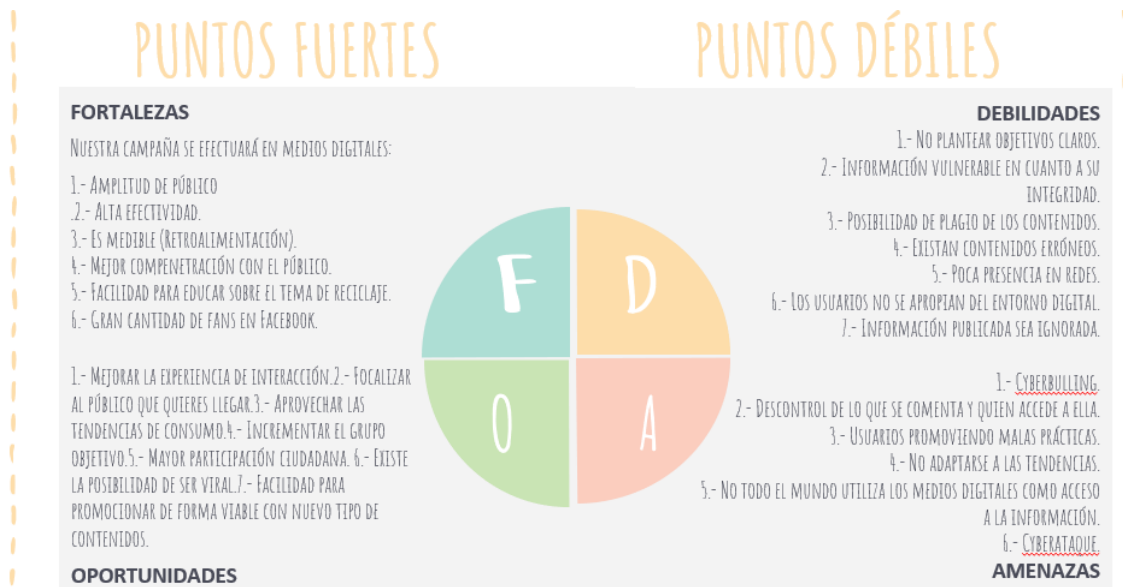 PUNTOS FUERTES
PUNTOS DÉBILES
FORTALEZAS
NUESTRA CAMPAÑA SE EFECTUARÁ EN MEDIOS DIGITALES:
1.- AMPLITUD DE PÚBLICO
.2.- ALTA EFECTIVIDAD.
3.- ES MEDIBLE (RETROALIMENTACIÓN).
4.- MEJOR COMPENETRACIÓN CON EL PÚBLICO.
5.- FACILIDAD PARA EDUCAR SOBRE EL TEMA DE RECICLAJE.
6.- GRAN CANTIDAD DE FANS EN FACEBOOK.
1.- MEJORAR LA EXPERIENCIA DE INTERACCIÓN.2.- FOCALIZAR
AL PÚBLICO QUE QUIERES LLEGAR.3.- APROVECHAR LAS
TENDENCIAS DE CONSUMO.4.- INCREMENTAR EL GRUPO
OBJETIVO.5.- MAYOR PARTICIPACIÓN CIUDADANA. 6.- EXISTE
LA POSIBILIDAD DE SER VIRAL.7.- FACILIDAD PARA
PROMOCIONAR DE FORMA VIABLE CON NUEVO TIPO DE
CONTENIDOS.
OPORTUNIDADES
F
D
O
A
DEBILIDADES
1.- NO PLANTEAR OBJETIVOS CLAROS.
2.- INFORMACIÓN VULNERABLE EN CUANTO A SU
INTEGRIDAD.
3.- POSIBILIDAD DE PLAGIO DE LOS CONTENIDOS.
4.- EXISTAN CONTENIDOS ERRÓNEOS.
5.- POCA PRESENCIA EN REDES.
6.- LOS USUARIOS NO SE APROPIAN DEL ENTORNO DIGITAL.
7.- INFORMACIÓN PUBLICADA SEA IGNORADA.
1.- CYBERBULLING.
2.- DESCONTROL DE LO QUE SE COMENTA Y QUIEN ACCEDE A ELLA.
3.- USUARIOS PROMOVIENDO MALAS PRÁCTICAS.
4.- NO ADAPTARSE A LAS TENDENCIAS.
5.- NO TODO EL MUNDO UTILIZA LOS MEDIOS DIGITALES COMO ACCESO
A LA INFORMACIÓN.
6.- CYBERATAQUE.
AMENAZAS